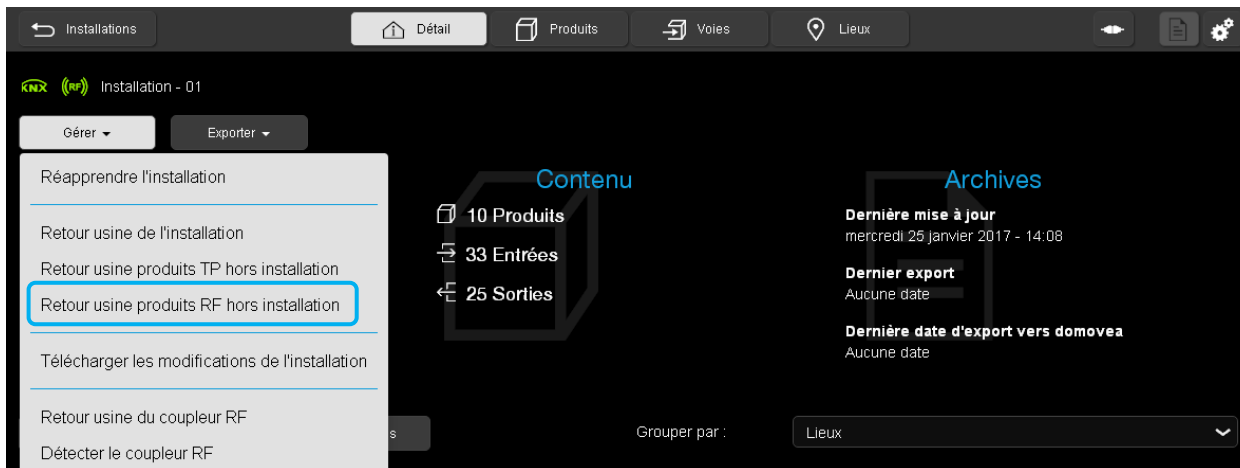 Installations
Détail
Produits
Voies
Lieux
KNX
RF
Installation - 01
Gérer
Exporter
Réapprendre l'installation
Retour usine de l'installation
Retour usine produits TP hors installation
Retour usine produits RF hors installation
Télécharger les modifications de l'installation
Retour usine du coupleur RF
Détecter le coupleur RF
Contenu
10 Produits
33 Entrées
25 Sorties
Archives
Dernière mise à jour
mercredi 25 janvier 2017 - 14:08
Dernier export
Aucune date
Dernière date d'export vers domovea
Aucune date
s
Grouper par :
Lieux